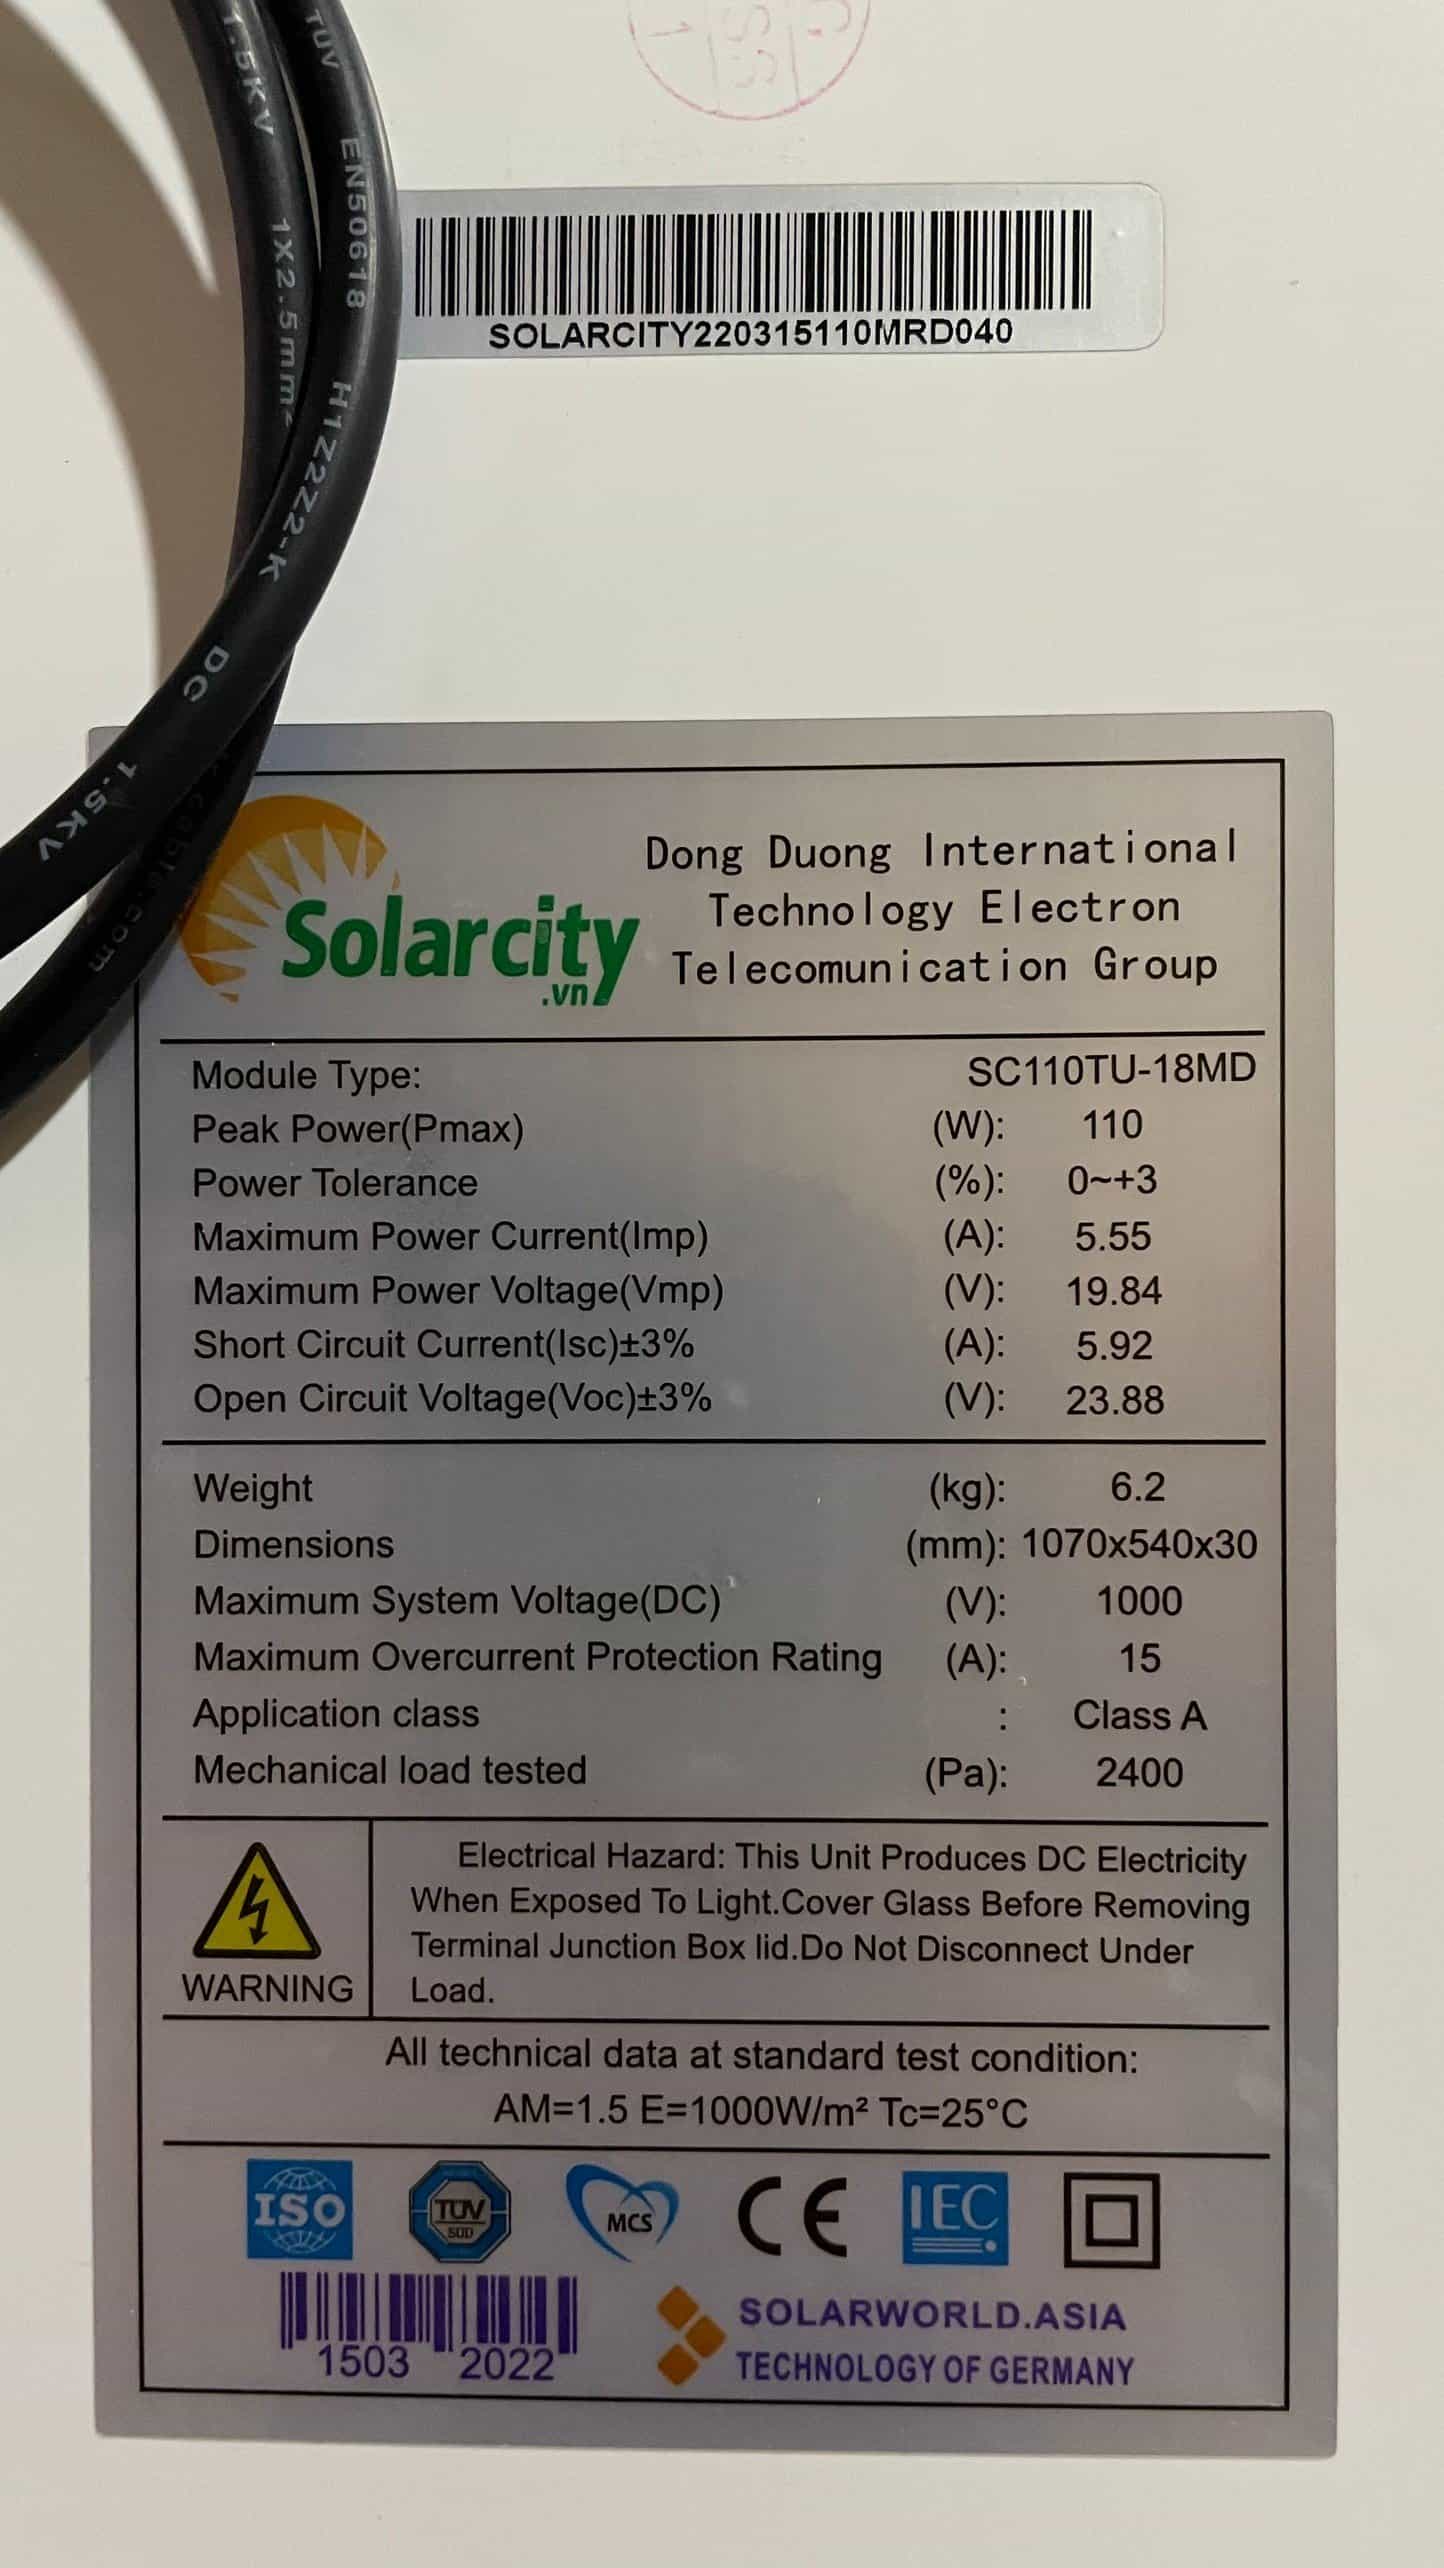 1.5KV 1X2.5mm²
TUV EN50618 H1Z2Z2-K DC 1.5KV
cable.com
SOLARCITY220315110MRD040
Solarcity
.vn
Dong Duong International
Technology Electron
Telecomunication Group
Module Type: SC110TU-18MD
Peak Power(Pmax) (W): 110
Power Tolerance (%): 0~+3
Maximum Power Current(Imp) (A): 5.55
Maximum Power Voltage(Vmp) (V): 19.84
Short Circuit Current(Isc)±3% (A): 5.92
Open Circuit Voltage(Voc)±3% (V): 23.88
Weight (kg): 6.2
Dimensions (mm): 1070x540x30
Maximum System Voltage(DC) (V): 1000
Maximum Overcurrent Protection Rating (A): 15
Application class : Class A
Mechanical load tested (Pa): 2400
WARNING
Electrical Hazard: This Unit Produces DC Electricity
When Exposed To Light.Cover Glass Before Removing
Terminal Junction Box lid.Do Not Disconnect Under
Load.
All technical data at standard test condition:
AM=1.5 E=1000W/m² Tc=25°C
ISO
TÜV
SÜD
MCS
CE
IEC
1503 2022
SOLARWORLD.ASIA
TECHNOLOGY OF GERMANY